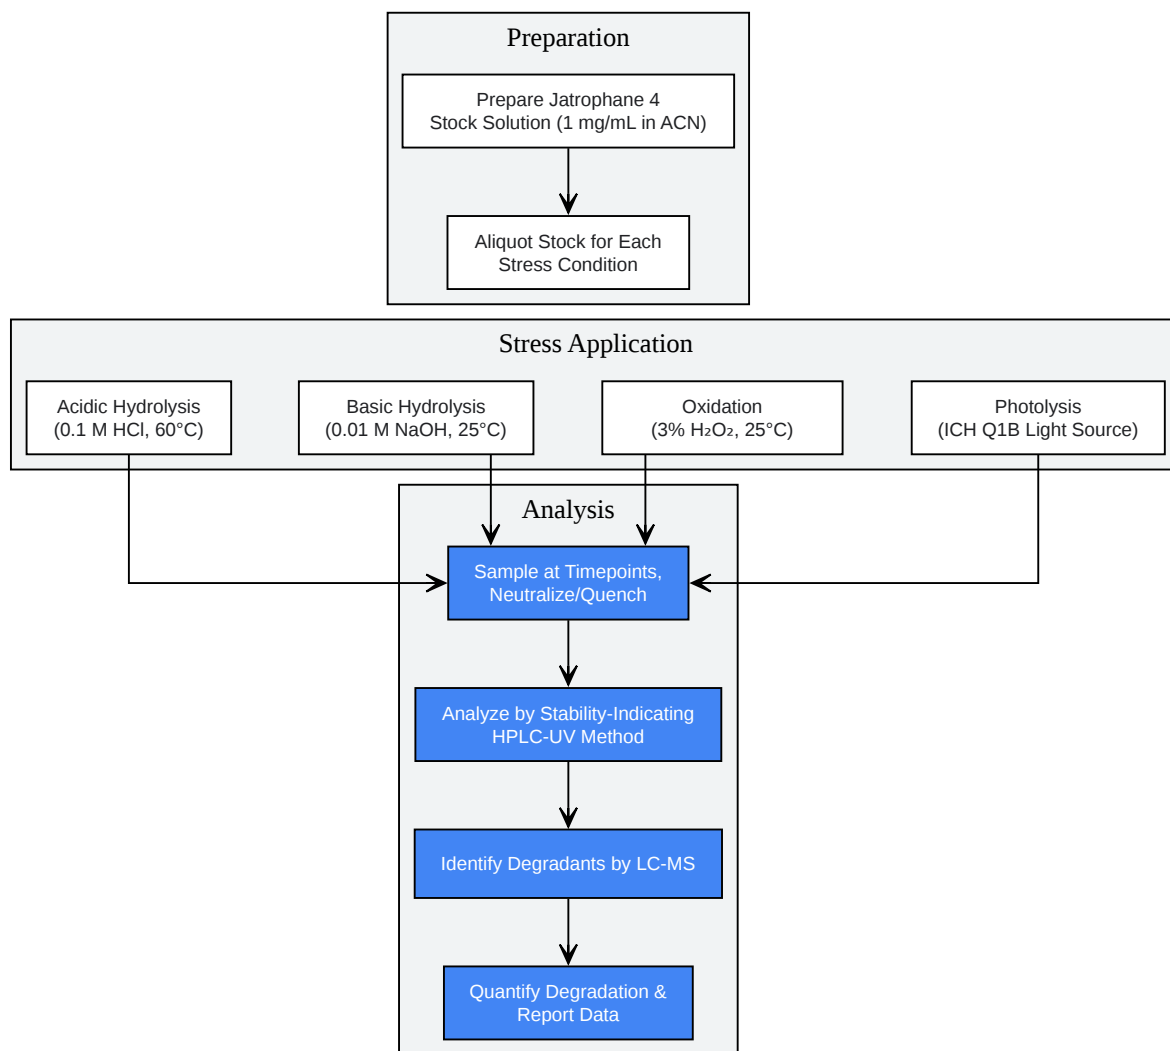 Preparation
Prepare Jatrophane 4
Stock Solution (1 mg/mL in ACN)
Aliquot Stock for Each
Stress Condition
Stress Application
Acidic Hydrolysis
(0.1 M HCl, 60°C)
Basic Hydrolysis
(0.01 M NaOH, 25°C)
Oxidation
(3% H₂O₂, 25°C)
Photolysis
(ICH Q1B Light Source)
Analysis
Sample at Timepoints,
Neutralize/Quench
Analyze by Stability-Indicating
HPLC-UV Method
Identify Degradants by LC-MS
Quantify Degradation &
Report Data